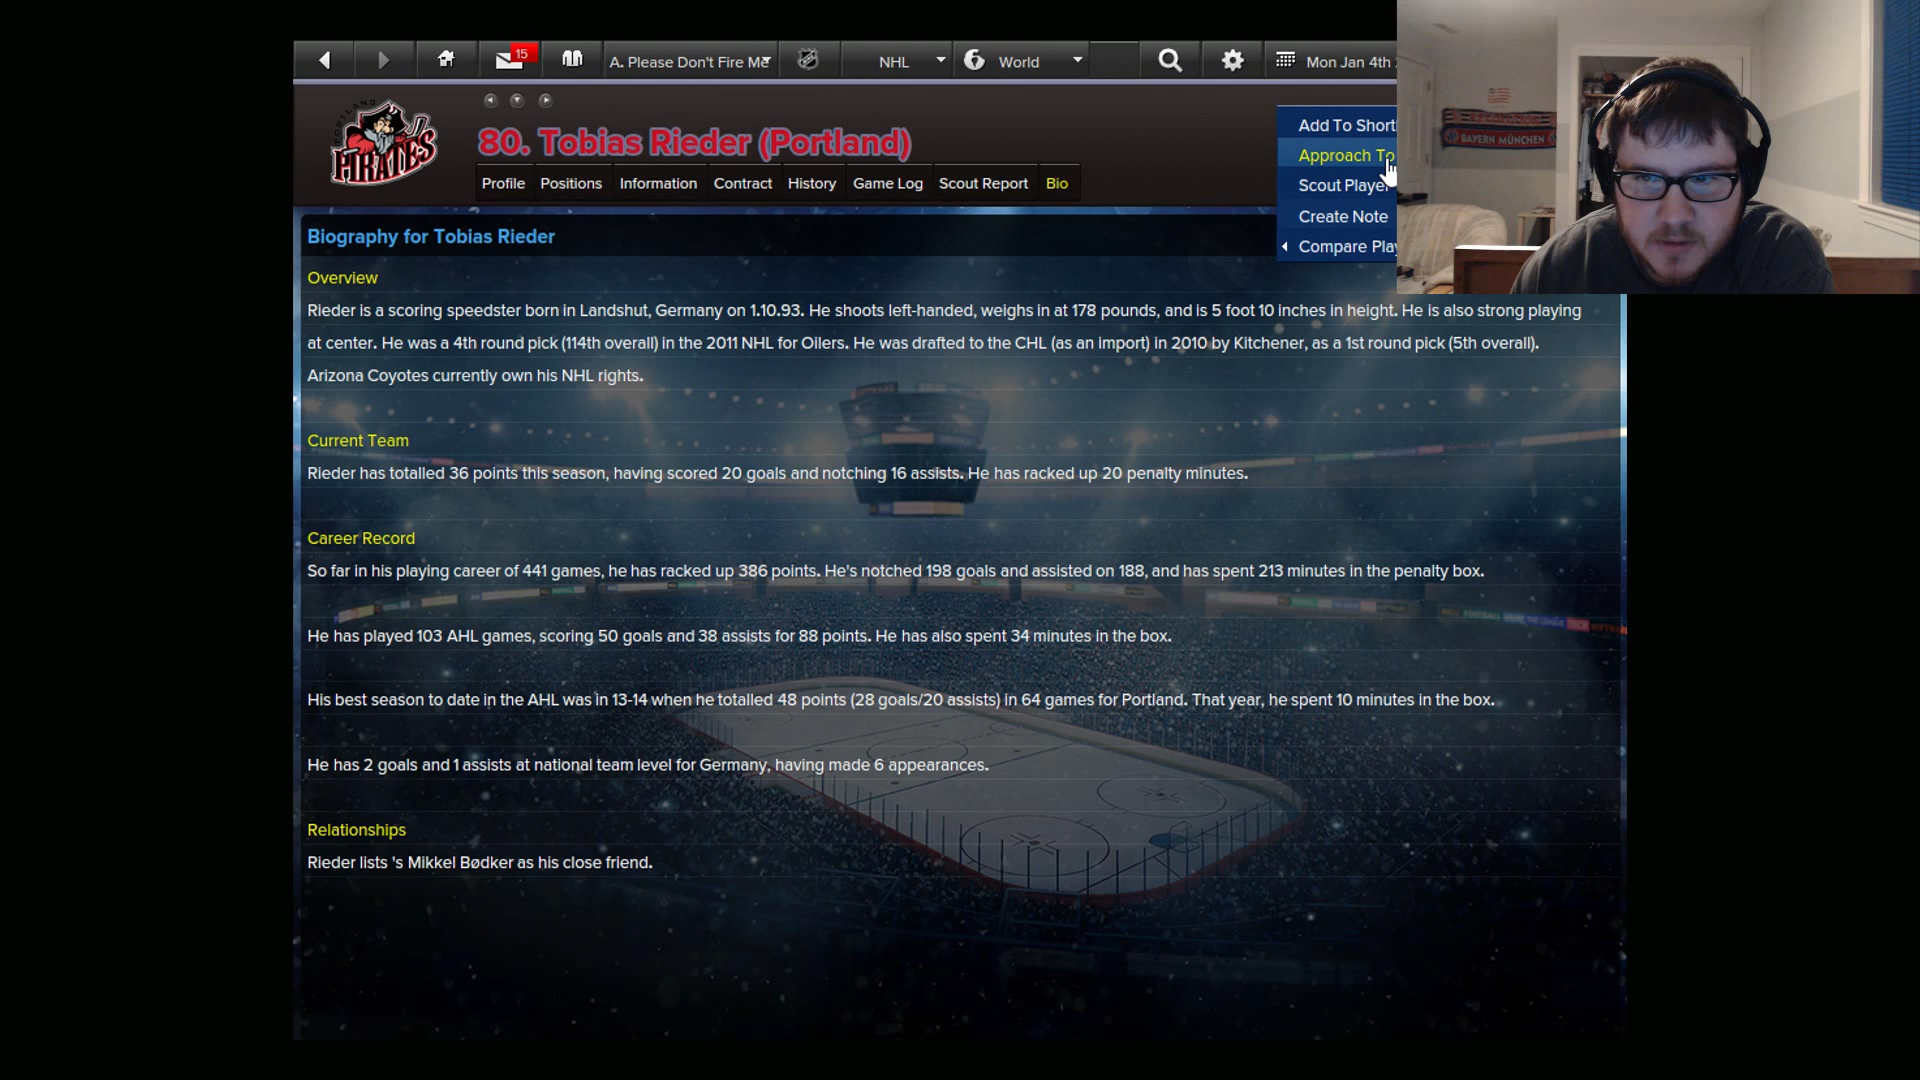 15
A. Please Don't Fire Me
NHL
World
Mon Jan 4th
PORTLAND
PIRATES
80. Tobias Rieder (Portland)
Profile
Positions
Information
Contract
History
Game Log
Scout Report
Bio
Add To Short
Approach To
Scout Player
Create Note
Compare Play
BAYERN MÜNCHEN
Biography for Tobias Rieder
Overview
Rieder is a scoring speedster born in Landshut, Germany on 1.10.93. He shoots left-handed, weighs in at 178 pounds, and is 5 foot 10 inches in height. He is also strong playing
at center. He was a 4th round pick (114th overall) in the 2011 NHL for Oilers. He was drafted to the CHL (as an import) in 2010 by Kitchener, as a 1st round pick (5th overall).
Arizona Coyotes currently own his NHL rights.
Current Team
Rieder has totalled 36 points this season, having scored 20 goals and notching 16 assists. He has racked up 20 penalty minutes.
Career Record
So far in his playing career of 441 games, he has racked up 386 points. He's notched 198 goals and assisted on 188, and has spent 213 minutes in the penalty box.
He has played 103 AHL games, scoring 50 goals and 38 assists for 88 points. He has also spent 34 minutes in the box.
His best season to date in the AHL was in 13-14 when he totalled 48 points (28 goals/20 assists) in 64 games for Portland. That year, he spent 10 minutes in the box.
He has 2 goals and 1 assists at national team level for Germany, having made 6 appearances.
Relationships
Rieder lists 's Mikkel Bødker as his close friend.